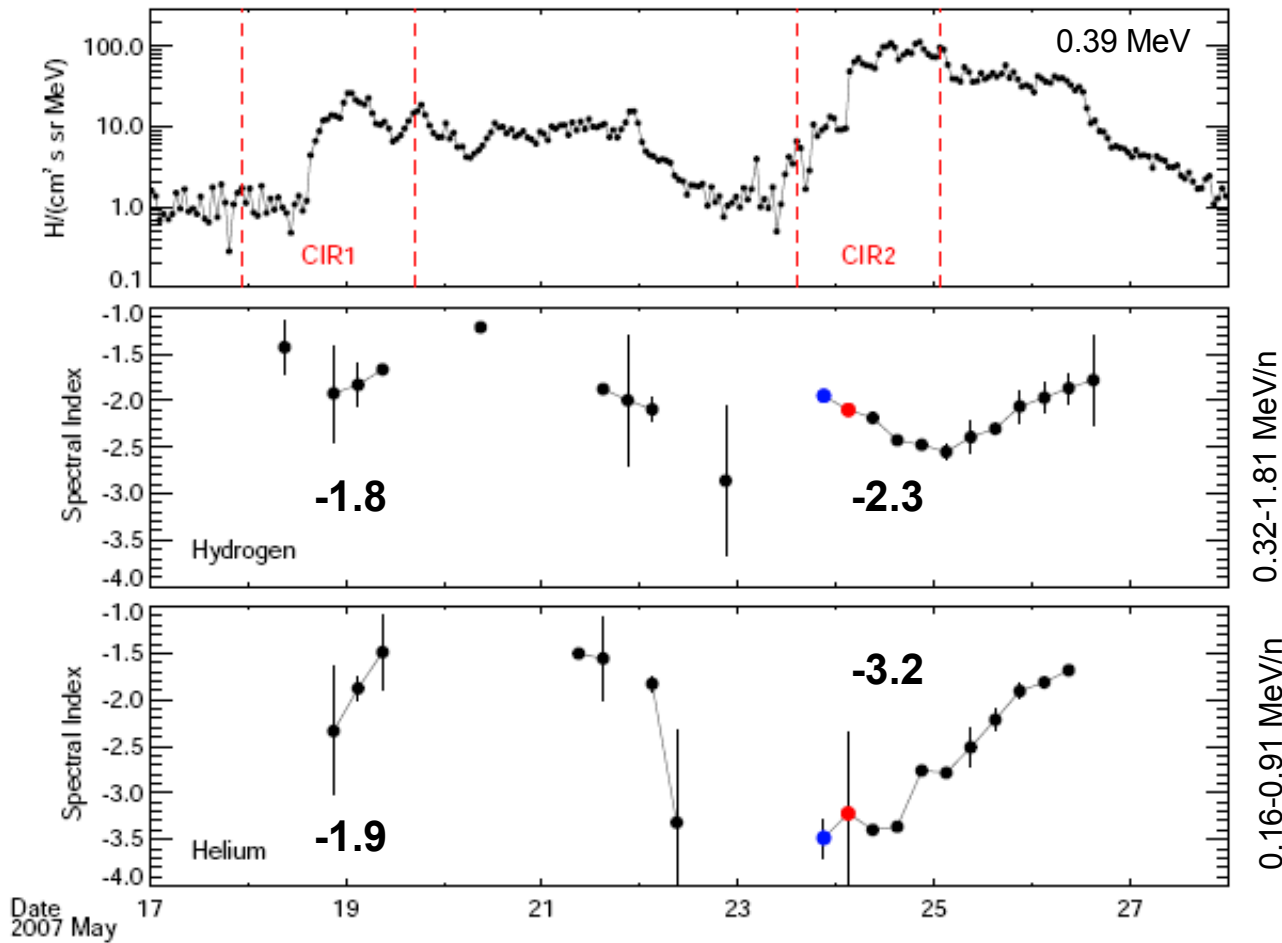 100.0
10.0
1.0
0.1
H/(cm² s sr MeV)
0.39 MeV
CIR1
CIR2
-1.0
-1.5
-2.0
-2.5
-3.0
-3.5
-4.0
Spectral Index
-1.8
-2.3
Hydrogen
0.32-1.81 MeV/n
-1.0
-1.5
-2.0
-2.5
-3.0
-3.5
-4.0
Spectral Index
-3.2
-1.9
Helium
0.16-0.91 MeV/n
17 19 21 23 25 27
Date
2007 May